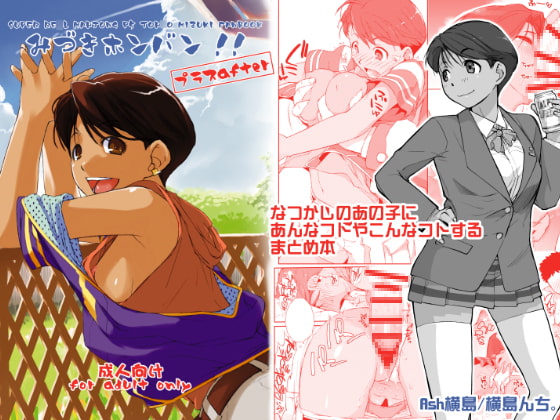 みづきホンバン!!
プラスafter
成人向け
for adult only
なつかしのあの子に
あんなコトやこんなコトする
まとめ本
Ash横島/横島んち